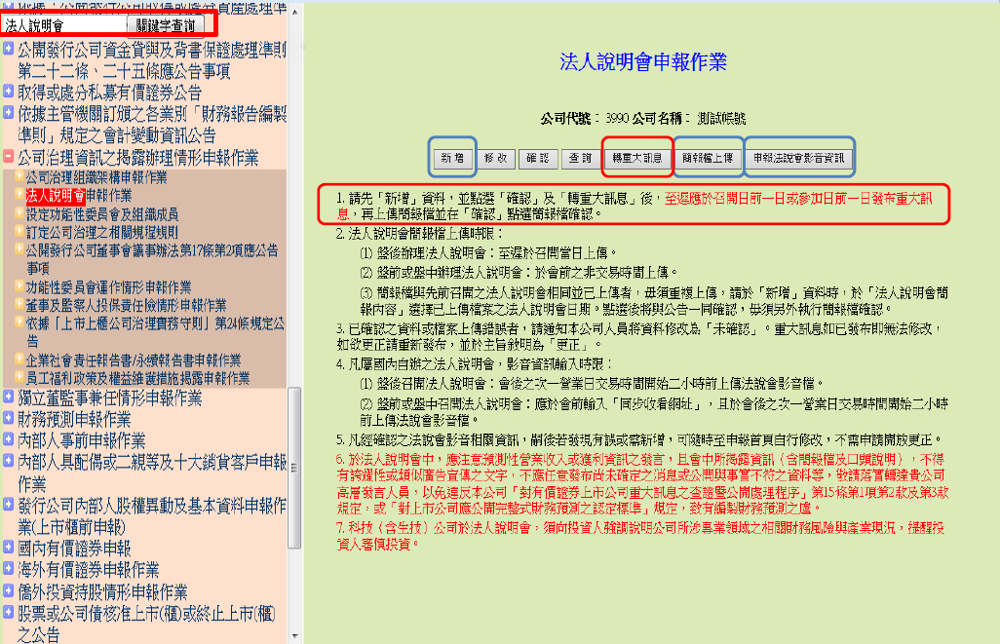 法人說明會 關鍵字查詢
公開發行公司資金貸與及背書保證處理準則
第二十二條、二十五條應公告事項
取得或處分私募有價證券公告
依據主管機關訂頒之各業別「財務報告編製
準則」規定之會計變動資訊公告
公司治理資訊之揭露辦理情形申報作業
公司治理組織架構申報作業
法人說明會申報作業
設定功能性委員會及組織成員
訂定公司治理之相關規程規則
公開發行公司董事會議事辦法第17條第2項應公告
事項
功能性委員會運作情形申報作業
董事及監察人投保責任險情形申報作業
依據「上市上櫃公司治理實務守則」第24條規定公
告
企業社會責任報告書/永續報告書申報作業
員工福利政策及權益維護措施揭露申報作業
獨立董監事兼任情形申報作業
財務預測申報作業
內部人事前申報作業
內部人具配偶或二親等及十大銷貨客戶申報
作業
發行公司內部人股權異動及基本資料申報作
業(上市櫃前申報)
國內有價證券申報
海外有價證券申報作業
僑外投資持股情形申報作業
股票或公司債核准上市(櫃)或終止上市(櫃)
之公告
法人說明會申報作業
公司代號：3990 公司名稱： 測試帳號
新增 修改 確認 查詢 轉重大訊息 簡報檔上傳 申報法說會影音資訊
1. 請先「新增」資料，並點選「確認」及「轉重大訊息」後，至遲應於召開日前一日或參加日前一日發布重大訊
息，再上傳簡報檔並在「確認」點選簡報檔確認。
2. 法人說明會簡報檔上傳時限：
(1) 盤後辦理法人說明會：至遲於召開當日上傳。
(2) 盤前或盤中辦理法人說明會：於會前之非交易時間上傳。
(3) 簡報檔與先前召開之法人說明會相同並已上傳者，毋須重複上傳，請於「新增」資料時，於「法人說明會簡
報內容」選擇已上傳檔案之法人說明會日期。點選後將與公告一同確認，毋須另外執行簡報檔確認。
3. 已確認之資料或檔案上傳錯誤者，請通知本公司人員將資料修改為「未確認」。重大訊息如已發布即無法修改，
如欲更正請重新發布，並於主旨敘明為「更正」。
4. 凡屬國內自辦之法人說明會，影音資訊輸入時限：
(1) 盤後召開法人說明會：會後之次一營業日交易時間開始二小時前上傳法說會影音檔。
(2) 盤前或盤中召開法人說明會：應於會前輸入「同步收看網址」，且於會後之次一營業日交易時間開始二小時
前上傳法說會影音檔。
5. 凡經確認之法說會影音相關資訊，嗣後若發現有誤或需新增，可隨時至申報首頁自行修改，不需申請開放更正。
6. 於法人說明會中，應注意預測性營業收入或獲利資訊之發言，且會中所揭露資訊（含簡報檔及口頭說明），不得
有誇耀性或類似廣告宣傳之文字，不應任意發布尚未確定之消息或公開與事實不符之資料等，敬請落實轉達貴公司
高層發言人員，以免違反本公司「對有價證券上市公司重大訊息之查證暨公開處理程序」第15條第1項第2款及第3款
規定，或「對上市公司應公開完整式財務預測之認定標準」規定，致有編製財務預測之虞。
7. 科技（含生技）公司於法人說明會，須向投資人強調說明公司所涉專業領域之相關財務風險與產業現況，提醒投
資人審慎投資。